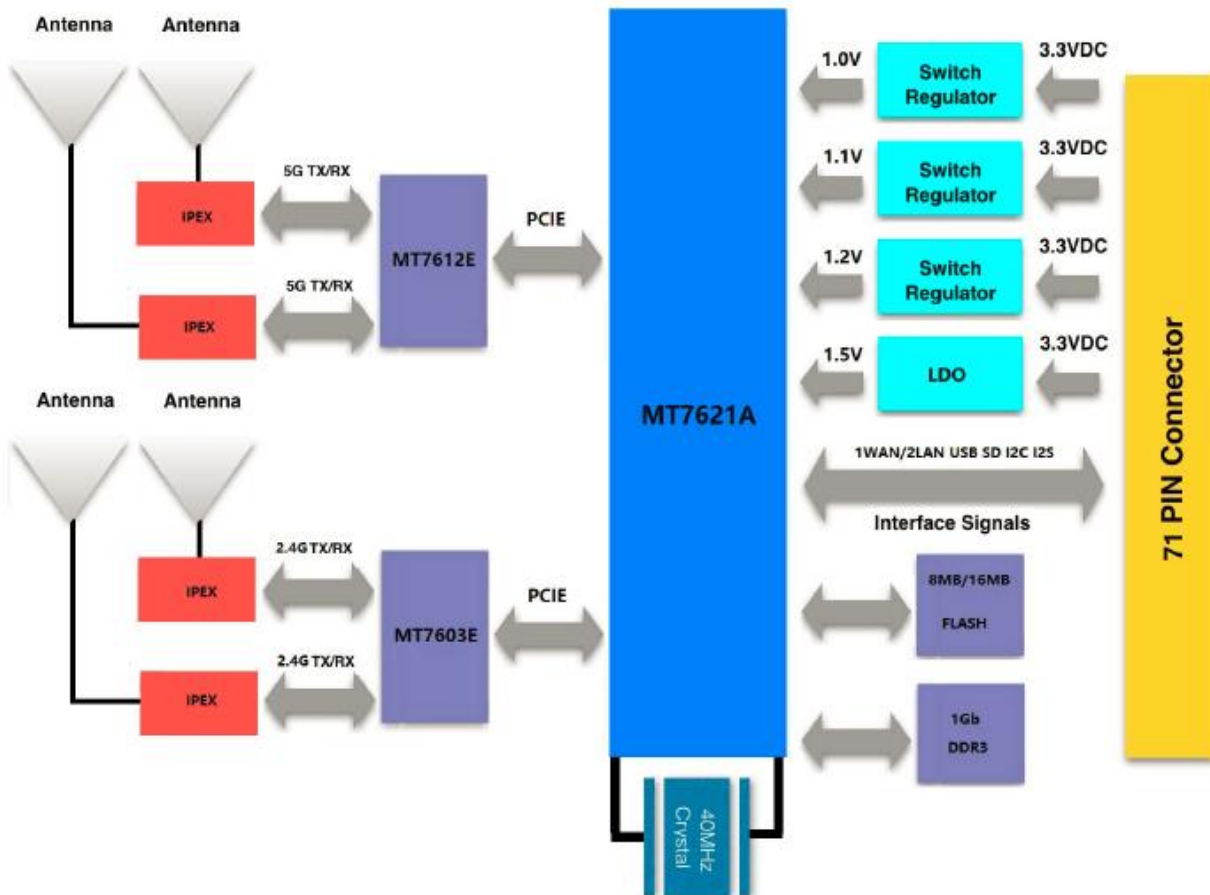 Antenna
Antenna
IPEX
IPEX
5G TX/RX
5G TX/RX
MT7612E
PCIE
Antenna
Antenna
IPEX
IPEX
2.4G TX/RX
2.4G TX/RX
MT7603E
PCIE
MT7621A
40MHz
Crystal
1.0V
Switch
Regulator
3.3VDC
1.1V
Switch
Regulator
3.3VDC
1.2V
Switch
Regulator
3.3VDC
1.5V
LDO
3.3VDC
1WAN/2LAN USB SD I2C I2S
Interface Signals
8MB/16MB
FLASH
1Gb
DDR3
71 PIN Connector